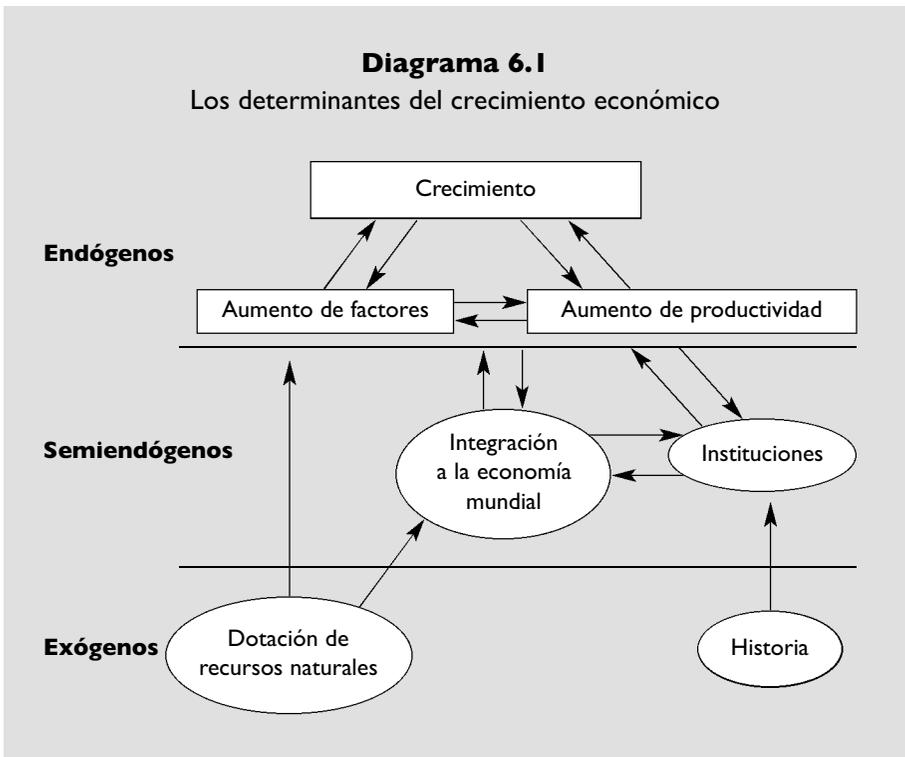 Diagrama 6.1
Los determinantes del crecimiento económico
Crecimiento
Endógenos
Aumento de factores
Aumento de productividad
Semiendógenos
Integración
a la economía
mundial
Instituciones
Exógenos
Dotación de
recursos naturales
Historia